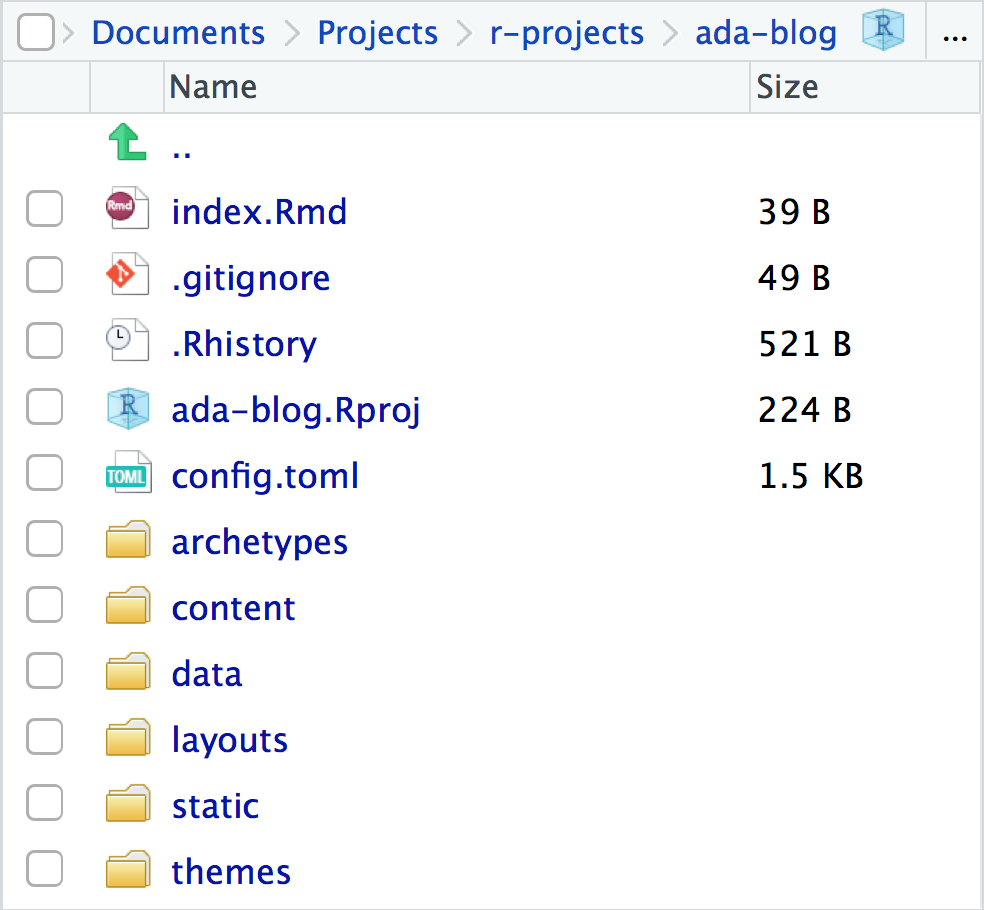 Documents Projects r-projects ada-blog R ...
Name Size
..
Rmd index.Rmd 39 B
.gitignore 49 B
.Rhistory 521 B
R ada-blog.Rproj 224 B
TOML config.toml 1.5 KB
archetypes
content
data
layouts
static
themes